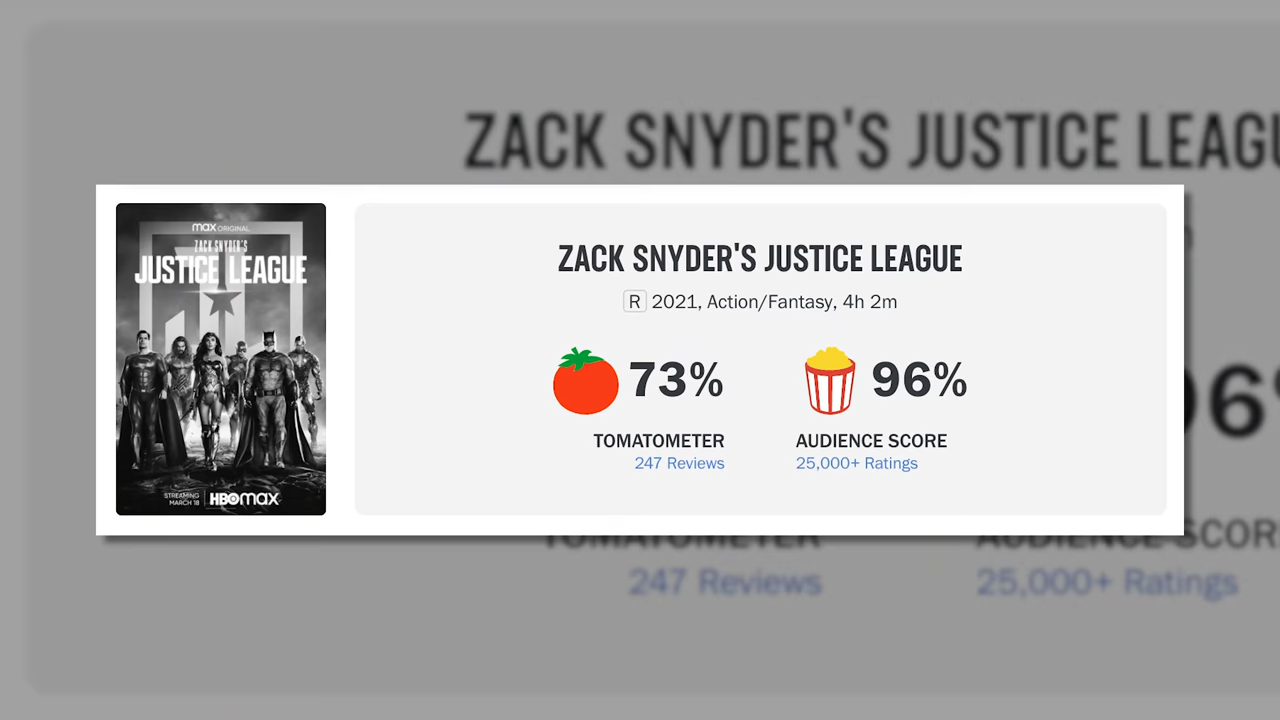 ZACK SNYDER'S JUSTICE LEAGU
max ORIGINAL
ZACK SNYDER'S
JUSTICE LEAGUE
STREAMING
MARCH 18
HBOmax
ZACK SNYDER'S JUSTICE LEAGUE
R 2021, Action/Fantasy, 4h 2m
73%
96%
TOMATOMETER
AUDIENCE SCORE
247 Reviews
25,000+ Ratings
TOMATOMETER
AUDIENCE SCOR
247 Reviews
25,000+ Ratings